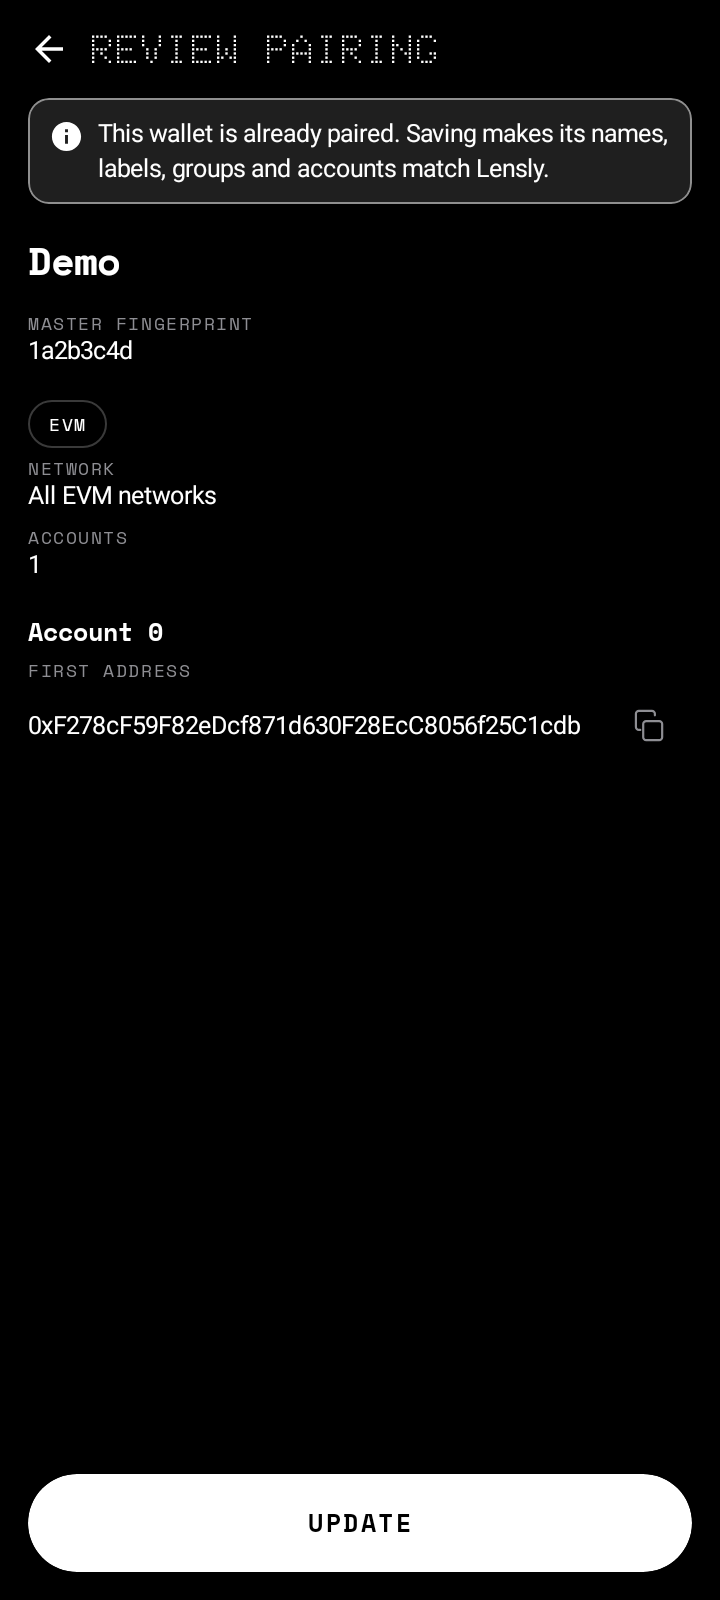 REVIEW PAIRING
This wallet is already paired. Saving makes its names,
labels, groups and accounts match Lensly.
Demo
MASTER FINGERPRINT
1a2b3c4d
EVM
NETWORK
All EVM networks
ACCOUNTS
1
Account 0
FIRST ADDRESS
0xF278cF59F82eDcf871d630F28EcC8056f25C1cdb
UPDATE